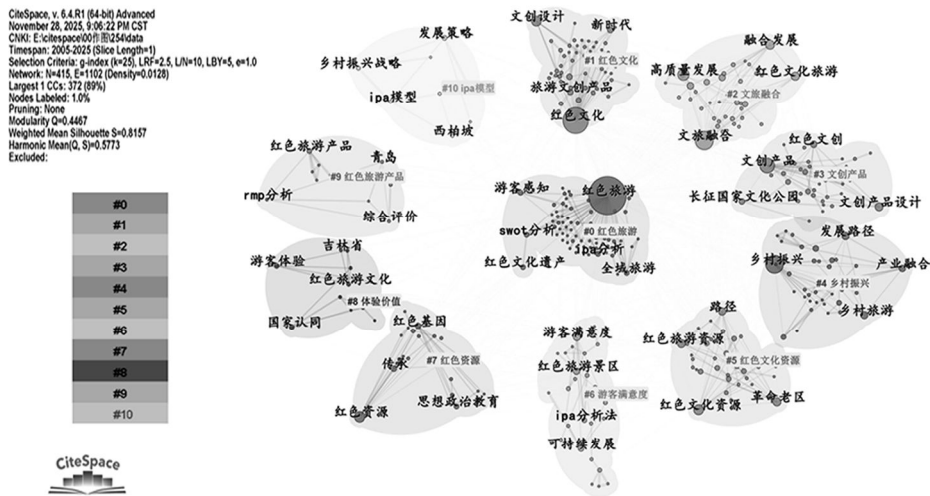 CiteSpace, v. 6.4.R1 (64-bit) Advanced
November 28, 2025, 9:06:22 PM CST
CNKI: E:\citespace\00作图\254\data
Timespan: 2005-2025 (Slice Length=1)
Selection Criteria: g-index (k=25), LRF=2.5, L/N=10, LBY=5, e=1.0
Network: N=415, E=1102 (Density=0.0128)
Largest 1 CCs: 372 (89%)
Nodes Labeled: 1.0%
Pruning: None
Modularity Q=0.4467
Weighted Mean Silhouette S=0.8157
Harmonic Mean(Q, S)=0.5773
Excluded:
#0
#1
#2
#3
#4
#5
#6
#7
#8
#9
#10
CiteSpace
发展策略
乡村振兴战略
#10 ipa模型
ipa模型
西柏坡
文创设计
新时代
#1 红色文化
旅游文创产品
红色文化
融合发展
高质量发展
红色文化旅游
#2 文旅融合
文旅融合
红色旅游产品
青岛
#9 红色旅游产品
rmp分析
综合评价
游客感知
红色旅游
swot分析
#0 红色旅游
ipa分析
红色文化遗产
全域旅游
红色文创
文创产品
#3 文创产品
长征国家文化公园
文创产品设计
吉林省
游客体验
红色旅游文化
#8 体验价值
国家认同
发展路径
乡村振兴
产业融合
#4 乡村振兴
乡村旅游
红色基因
传承
#7 红色资源
思想政治教育
红色资源
游客满意度
红色旅游景区
#6 游客满意度
ipa分析法
可持续发展
路径
红色旅游资源
#5 红色文化资源
红色文化资源
革命老区